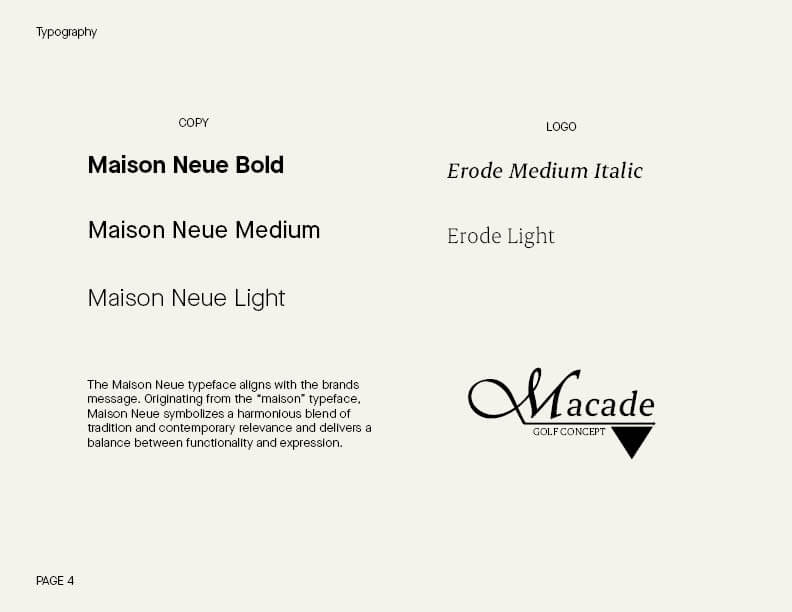 Typography
COPY
Maison Neue Bold
Maison Neue Medium
Maison Neue Light
The Maison Neue typeface aligns with the brands
message. Originating from the “maison” typeface,
Maison Neue symbolizes a harmonious blend of
tradition and contemporary relevance and delivers a
balance between functionality and expression.
LOGO
Erode Medium Italic
Erode Light
Macade
GOLF CONCEPT
PAGE 4